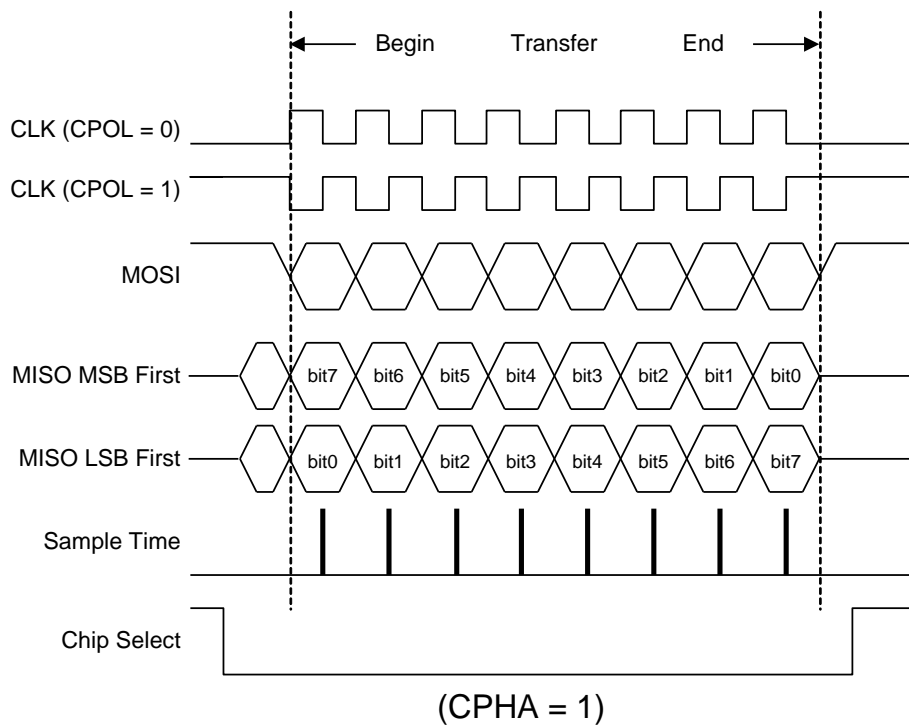 Begin Transfer End
CLK (CPOL = 0)
CLK (CPOL = 1)
MOSI
MISO MSB First bit7 bit6 bit5 bit4 bit3 bit2 bit1 bit0
MISO LSB First bit0 bit1 bit2 bit3 bit4 bit5 bit6 bit7
Sample Time
Chip Select
(CPHA = 1)